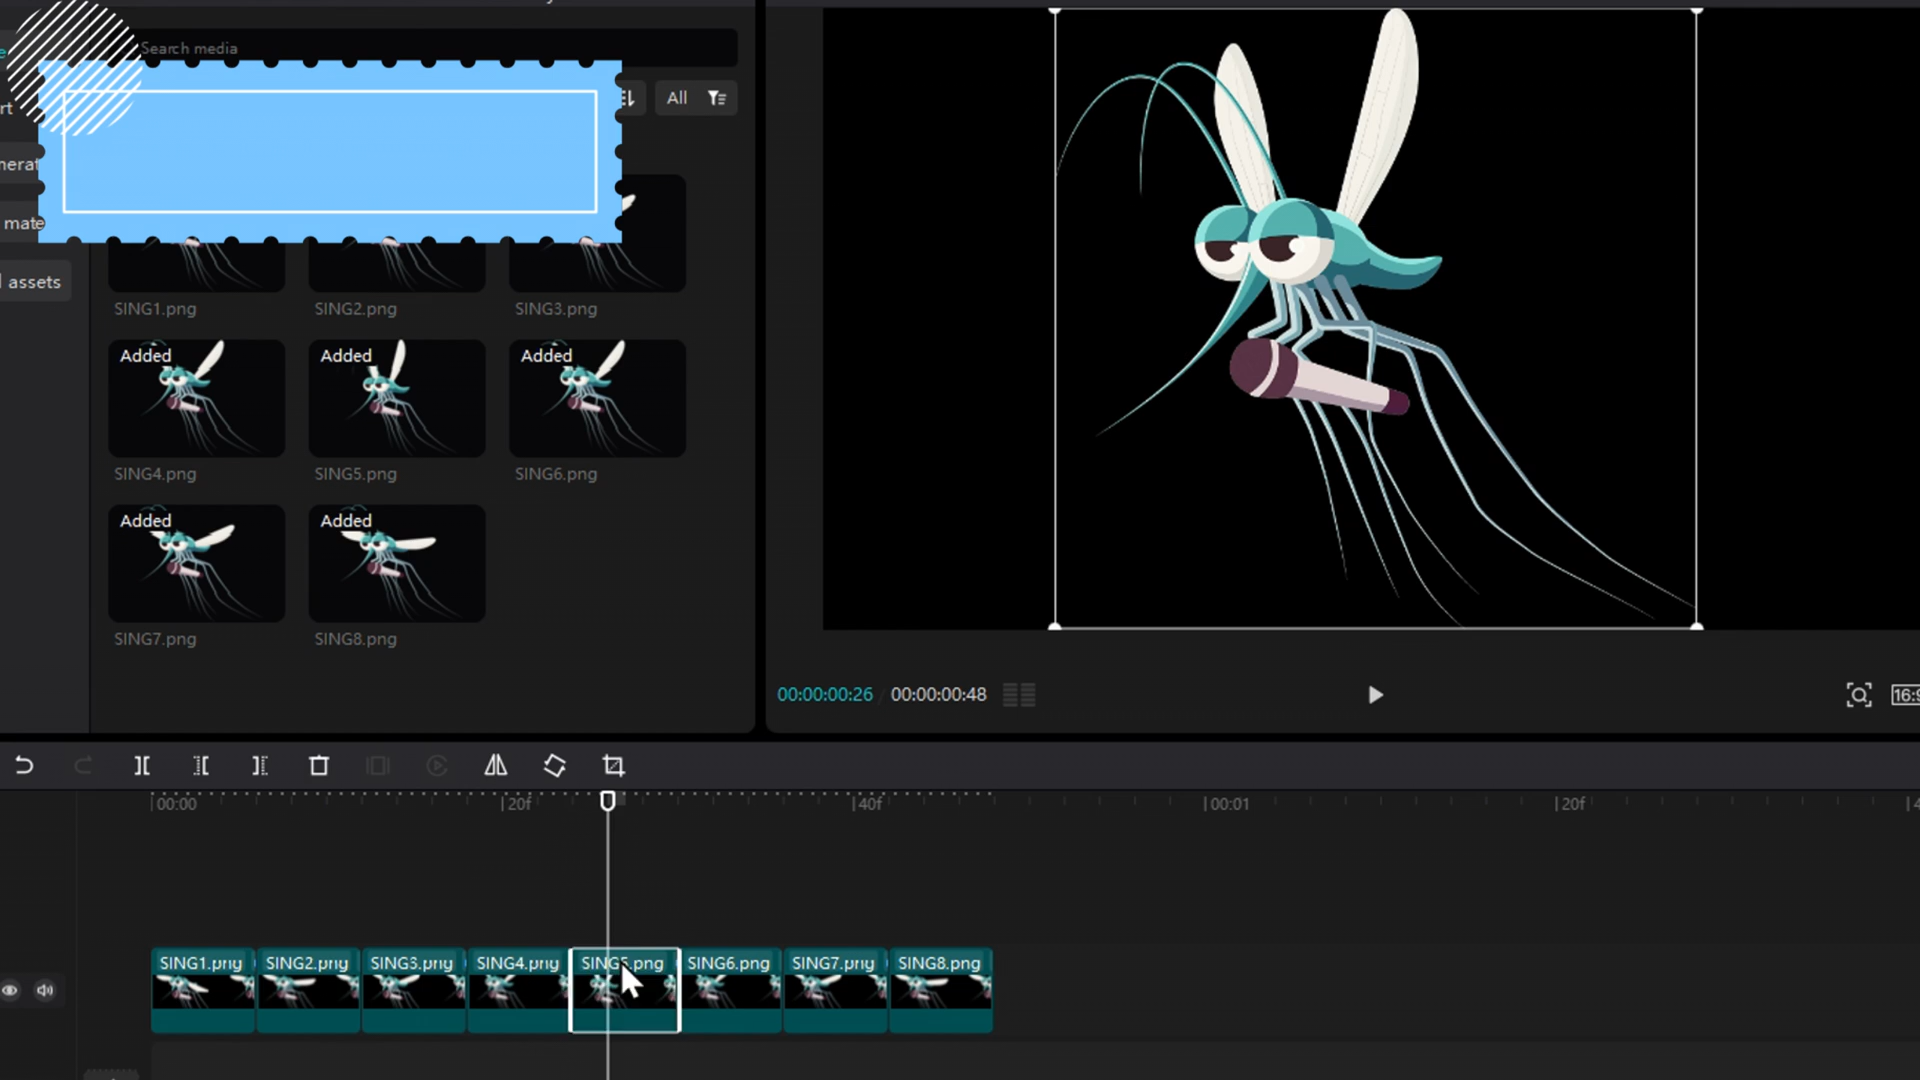 Search media
All
rt
nerat
mate
assets
SING1.png
SING2.png
SING3.png
Added
Added
Added
SING4.png
SING5.png
SING6.png
Added
Added
SING7.png
SING8.png
00:00:00:26
00:00:00:48
16:9
00:00
20f
40f
00:01
20f
SING1.png
SING2.png
SING3.png
SING4.png
SING5.png
SING6.png
SING7.png
SING8.png